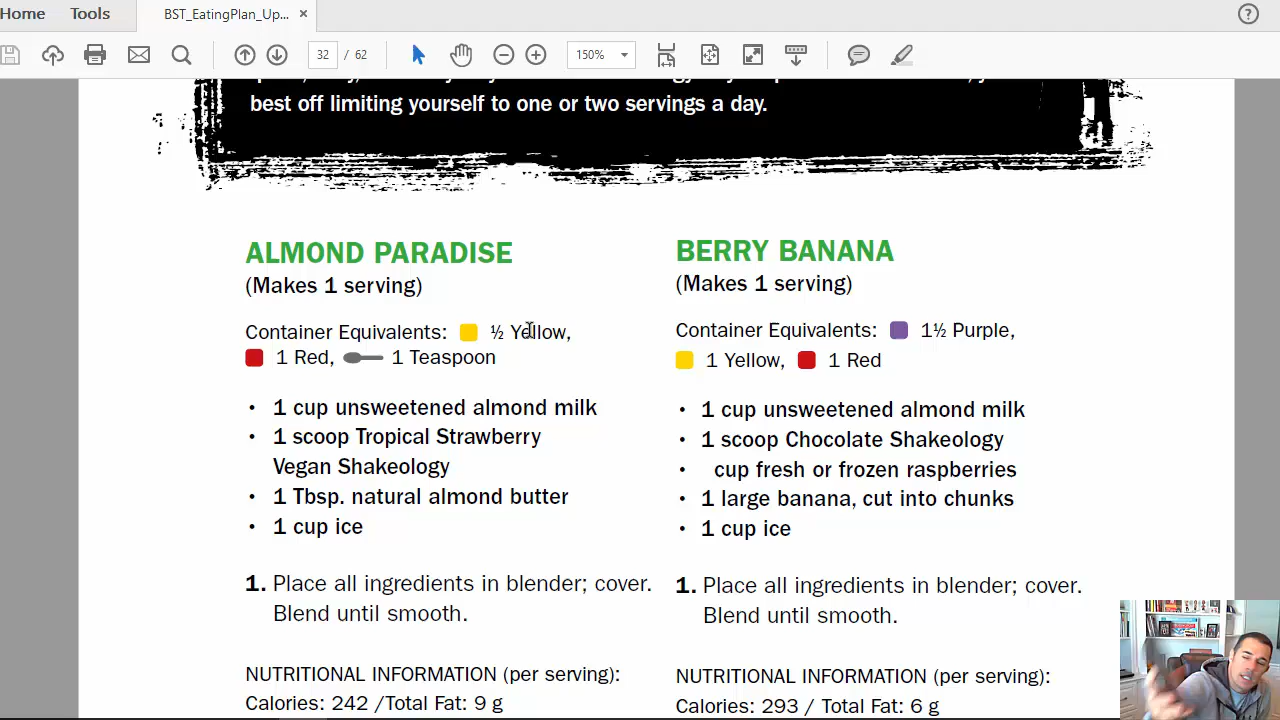 Home Tools BST_EatingPlan_Up... ×
32 / 62 150%
best off limiting yourself to one or two servings a day.
ALMOND PARADISE
(Makes 1 serving)
Container Equivalents: ½ Yellow,
1 Red, 1 Teaspoon
• 1 cup unsweetened almond milk
• 1 scoop Tropical Strawberry
Vegan Shakeology
• 1 Tbsp. natural almond butter
• 1 cup ice
1. Place all ingredients in blender; cover.
Blend until smooth.
NUTRITIONAL INFORMATION (per serving):
Calories: 242 /Total Fat: 9 g
BERRY BANANA
(Makes 1 serving)
Container Equivalents: 1½ Purple,
1 Yellow, 1 Red
• 1 cup unsweetened almond milk
• 1 scoop Chocolate Shakeology
• cup fresh or frozen raspberries
• 1 large banana, cut into chunks
• 1 cup ice
1. Place all ingredients in blender; cover.
Blend until smooth.
NUTRITIONAL INFORMATION (per serving):
Calories: 293 / Total Fat: 6 g